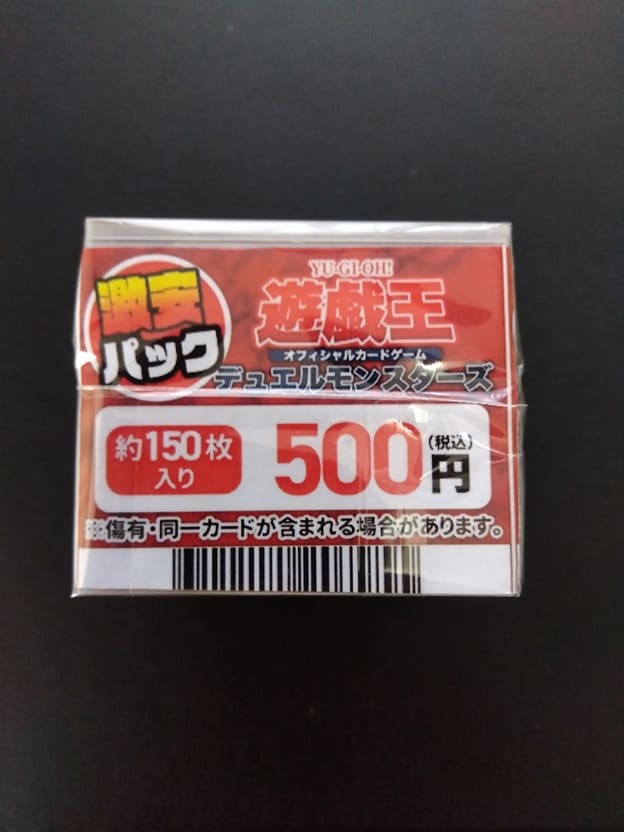 激安
パック
YU-GI-OH!
遊戯王
オフィシャルカードゲーム
デュエルモンスターズ
約150枚
入り
500円
(税込)
※傷有・同一カードが含まれる場合があります。